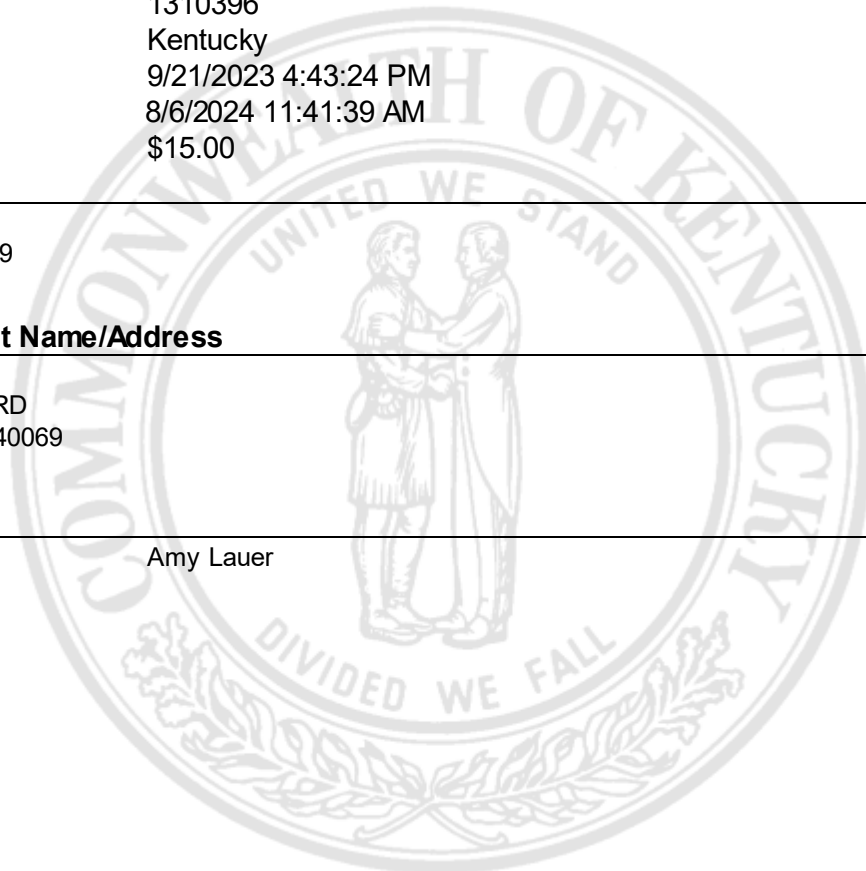 1310396
Kentucky
9/21/2023 4:43:24 PM
8/6/2024 11:41:39 AM
$15.00
9
t Name/Address
RD
40069
Amy Lauer
COMMONWEALTH OF KENTUCKY
UNITED WE STAND
DIVIDED WE FALL